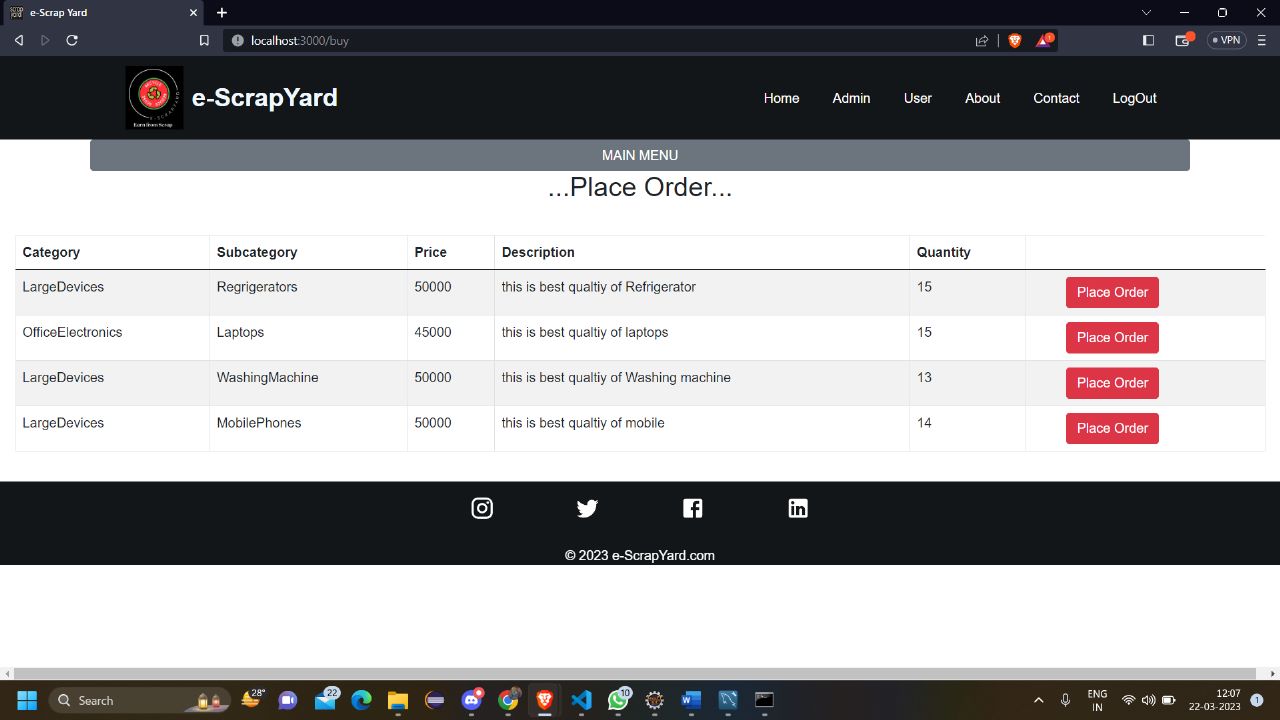 e-Scrap Yard
localhost:3000/buy
VPN
e-ScrapYard
Home Admin User About Contact LogOut
Earn from Scrap
MAIN MENU
...Place Order...
Category Subcategory Price Description Quantity
LargeDevices Regrigerators 50000 this is best qualtiy of Refrigerator 15 Place Order
OfficeElectronics Laptops 45000 this is best qualtiy of laptops 15 Place Order
LargeDevices WashingMachine 50000 this is best qualtiy of Washing machine 13 Place Order
LargeDevices MobilePhones 50000 this is best qualtiy of mobile 14 Place Order
© 2023 e-ScrapYard.com
Search 28° 22 10 ENG 12:07
IN 22-03-2023 1